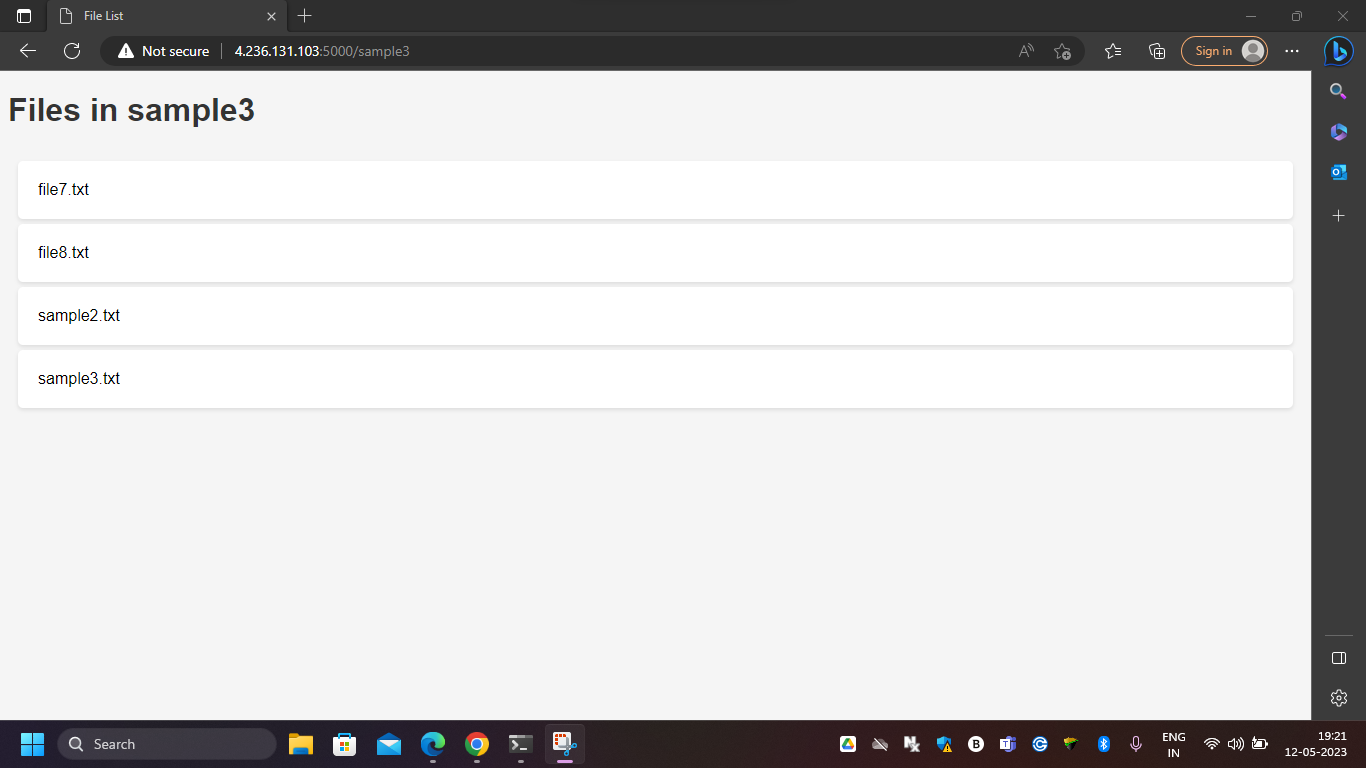 File List
Not secure
4.236.131.103:5000/sample3
Sign in
Files in sample3
file7.txt
file8.txt
sample2.txt
sample3.txt
Search
ENG
IN
19:21
12-05-2023